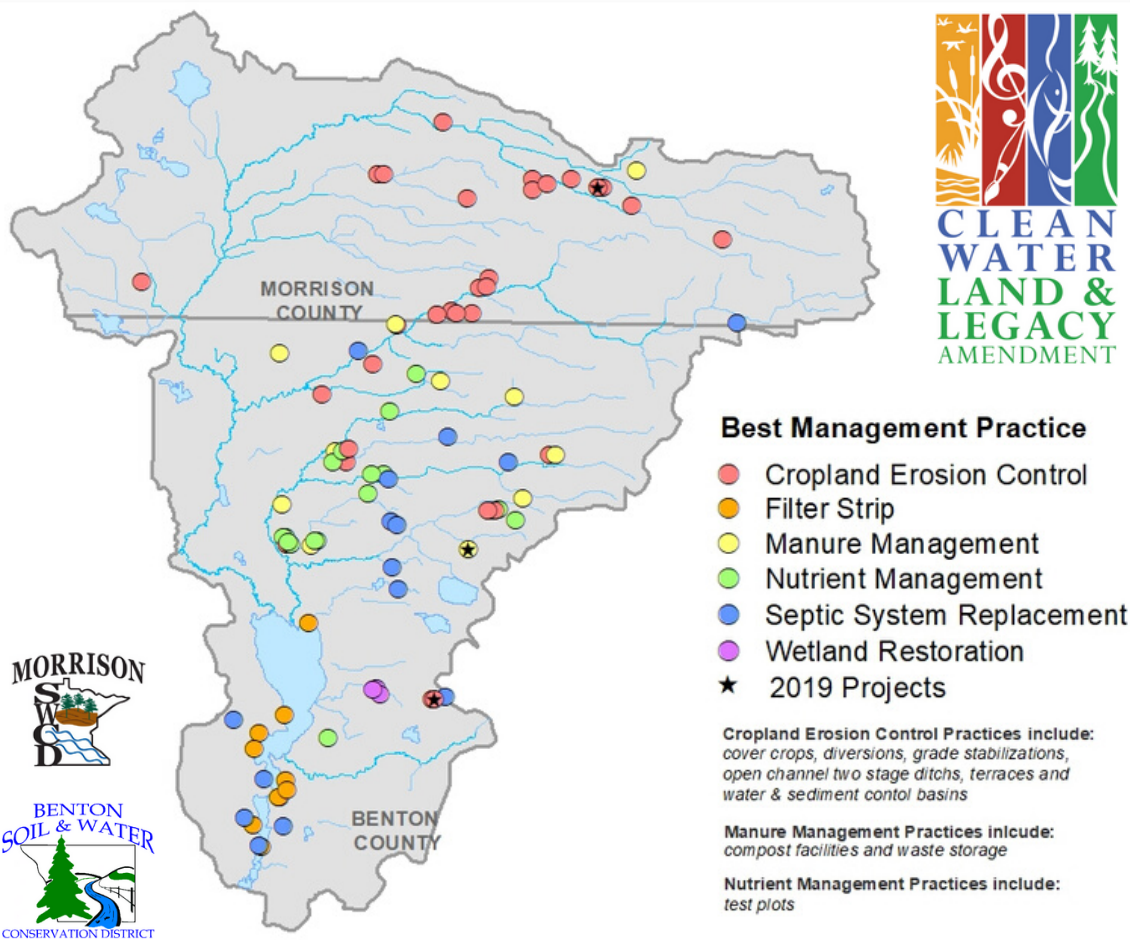 CLEAN
WATER
LAND &
LEGACY
AMENDMENT
MORRISON
COUNTY
Best Management Practice
Cropland Erosion Control
Filter Strip
Manure Management
Nutrient Management
Septic System Replacement
Wetland Restoration
2019 Projects
Cropland Erosion Control Practices include:
cover crops, diversions, grade stabilizations,
open channel two stage ditchs, terraces and
water & sediment contol basins
Manure Management Practices inlcude:
compost facilities and waste storage
Nutrient Management Practices include:
test plots
MORRISON
SWCD
BENTON
COUNTY
BENTON
SOIL & WATER
CONSERVATION DISTRICT